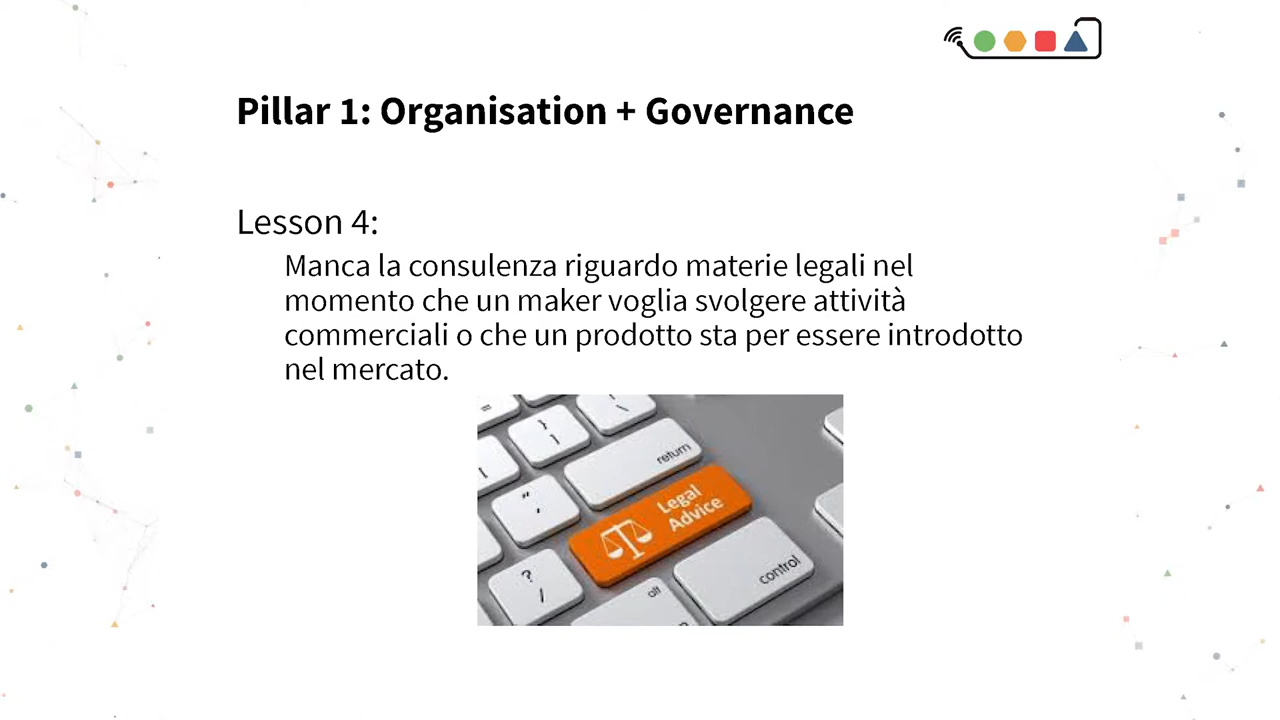 Pillar 1: Organisation + Governance
Lesson 4:
Manca la consulenza riguardo materie legali nel
momento che un maker voglia svolgere attività
commerciali o che un prodotto sta per essere introdotto
nel mercato.
return
Legal
Advice
control